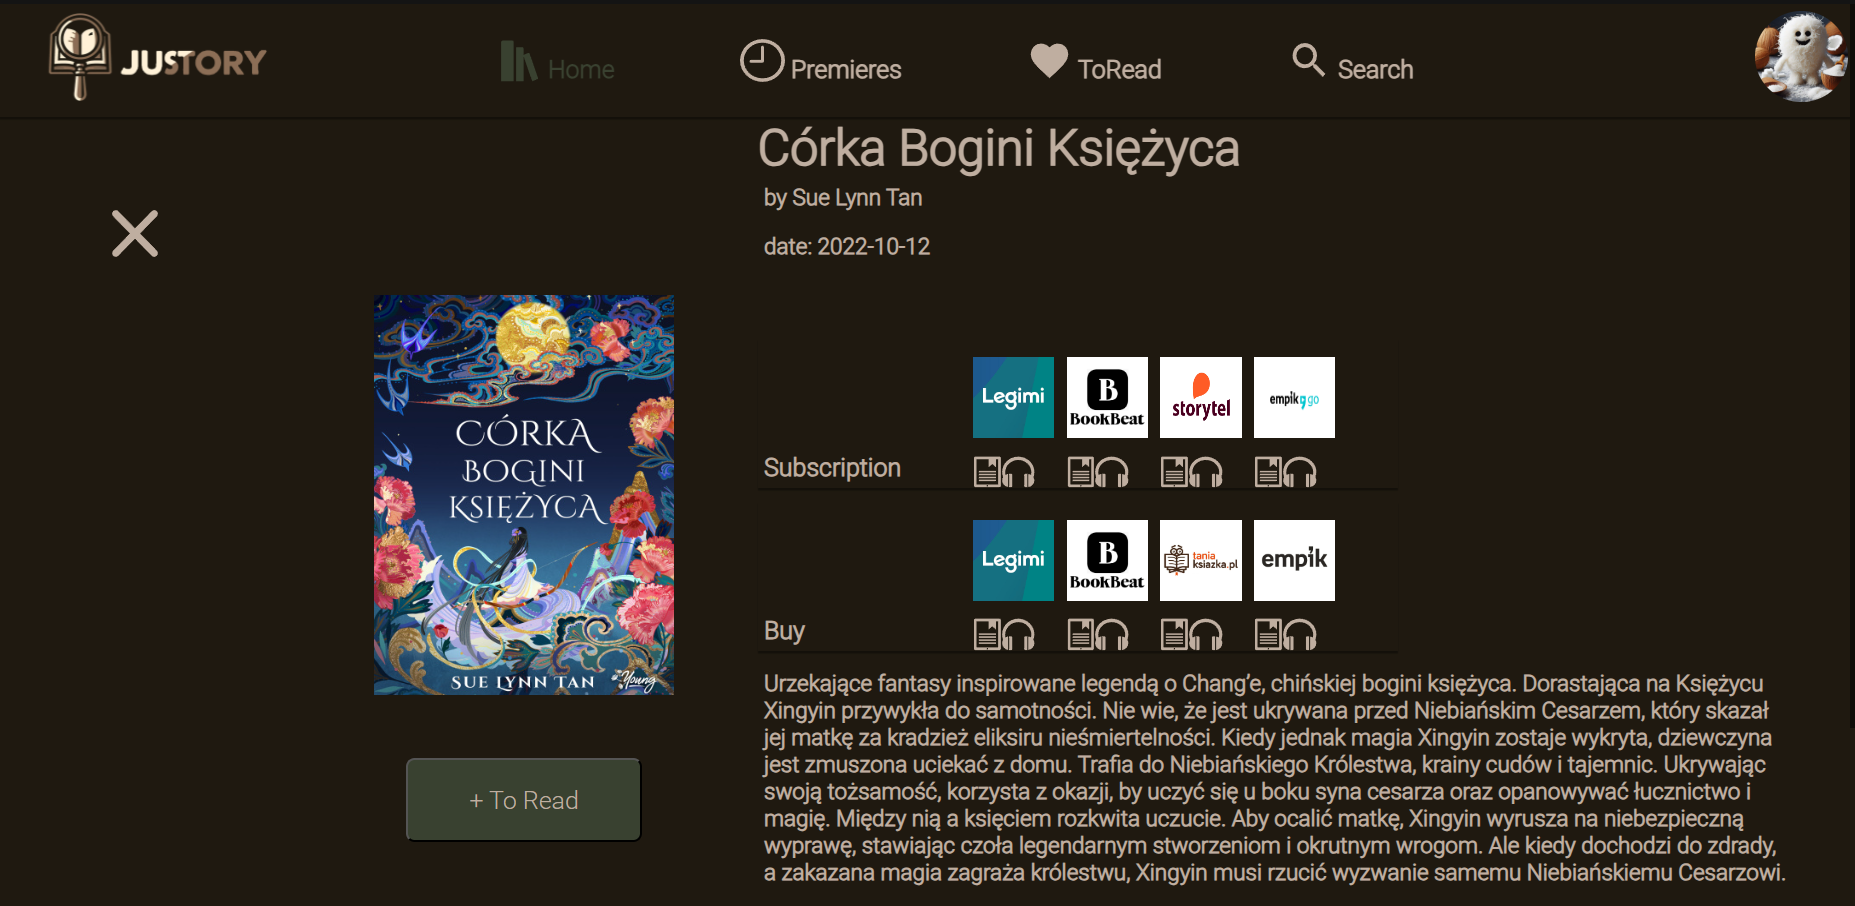 JUSTORY
Home
Premieres
ToRead
Search
Córka Bogini Księżyca
by Sue Lynn Tan
date: 2022-10-12
CÓRKA
BOGINI
KSIĘŻYCA
SUE LYNN TAN
Young
+ To Read
Legimi
B
BookBeat
storytel
empik go
Subscription
Legimi
B
BookBeat
tania
ksiazka.pl
empik
Buy
Urzekające fantasy inspirowane legendą o Chang’e, chińskiej bogini księżyca. Dorastająca na Księżycu
Xingyin przywykła do samotności. Nie wie, że jest ukrywana przed Niebiańskim Cesarzem, który skazał
jej matkę za kradzież eliksiru nieśmiertelności. Kiedy jednak magia Xingyin zostaje wykryta, dziewczyna
jest zmuszona uciekać z domu. Trafia do Niebiańskiego Królestwa, krainy cudów i tajemnic. Ukrywając
swoją tożsamość, korzysta z okazji, by uczyć się u boku syna cesarza oraz opanowywać łucznictwo i
magię. Między nią a księciem rozkwita uczucie. Aby ocalić matkę, Xingyin wyrusza na niebezpieczną
wyprawę, stawiając czoła legendarnym stworzeniom i okrutnym wrogom. Ale kiedy dochodzi do zdrady,
a zakazana magia zagraża królestwu, Xingyin musi rzucić wyzwanie samemu Niebiańskiemu Cesarzowi.